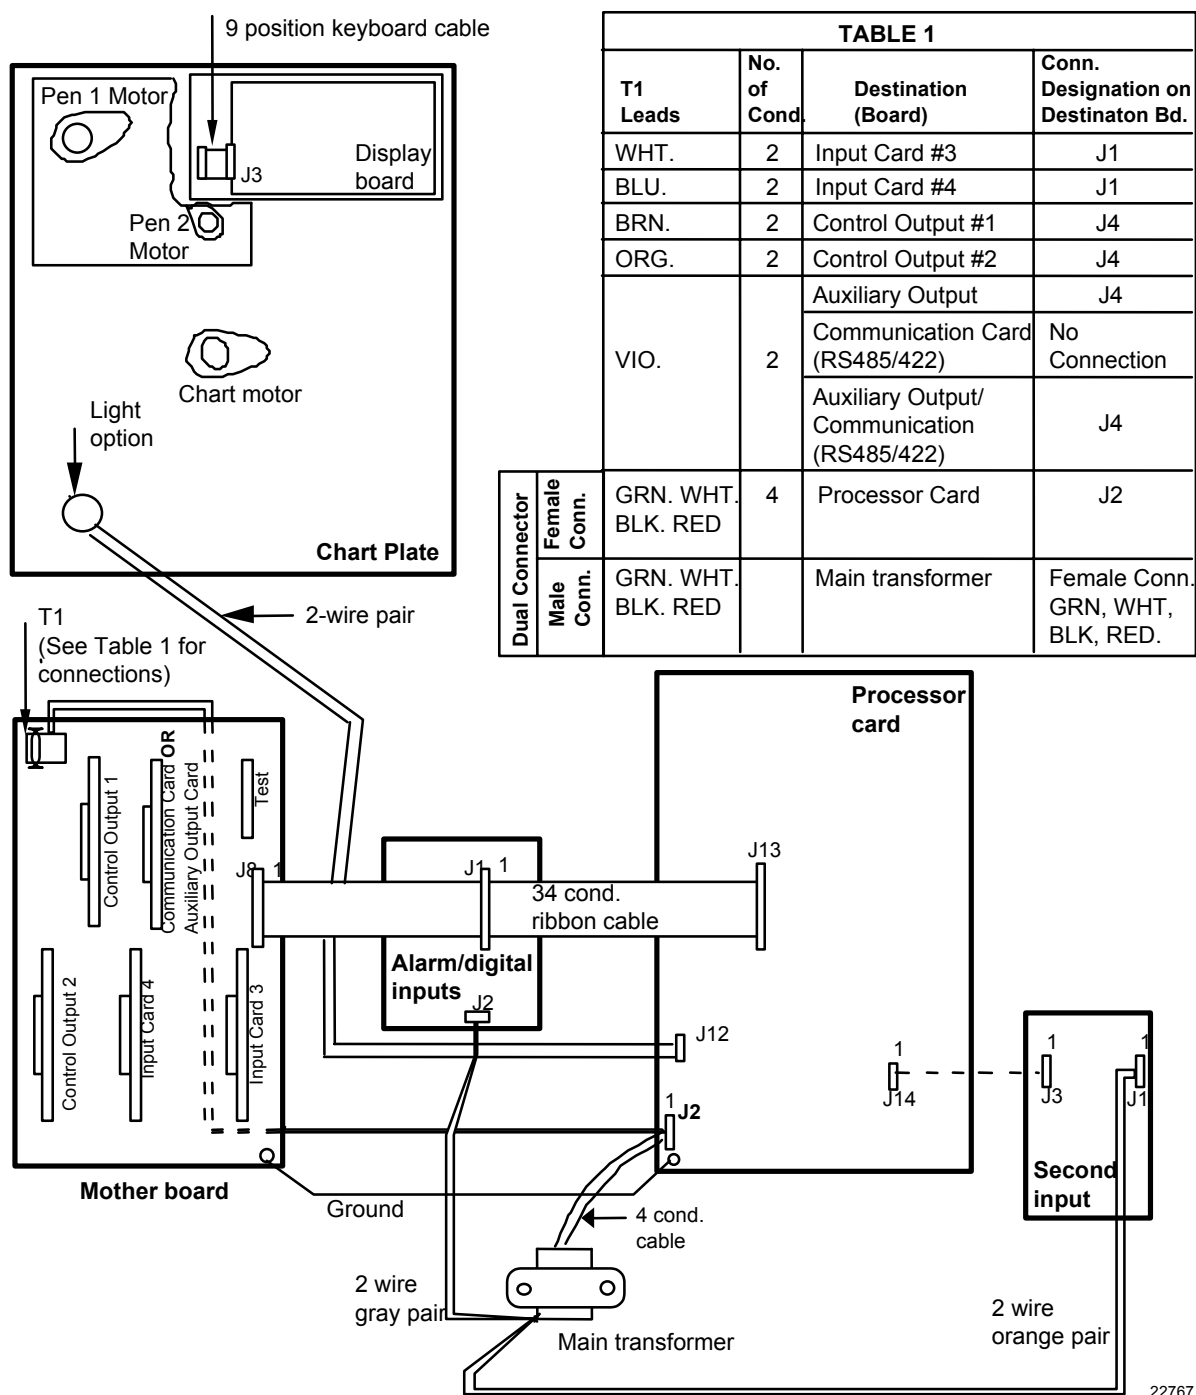 9 position keyboard cable
Pen 1 Motor
J3
Display
board
Pen 2
Motor
Chart motor
Light
option
Chart Plate
2-wire pair
TABLE 1
T1
Leads
No.
of
Cond.
Destination
(Board)
Conn.
Designation on
Destinaton Bd.
WHT. 2 Input Card #3 J1
BLU. 2 Input Card #4 J1
BRN. 2 Control Output #1 J4
ORG. 2 Control Output #2 J4
VIO. 2
Auxiliary Output J4
Communication Card
(RS485/422)
No
Connection
Auxiliary Output/
Communication
(RS485/422)
J4
Dual Connector
Female
Conn.
GRN. WHT.
BLK. RED
4 Processor Card J2
Male
Conn.
GRN. WHT.
BLK. RED
Main transformer
Female Conn.
GRN, WHT,
BLK, RED.
T1
(See Table 1 for
connections)
Control Output 1
Communication Card OR
Auxiliary Output Card
Test
J8 1
Control Output 2
Input Card 4
Input Card 3
Mother board
Ground
J1 1
34 cond.
ribbon cable
Alarm/digital
inputs
J2
Processor
card
J13
J12
1
J14
1
J2
4 cond.
cable
2 wire
gray pair
Main transformer
1
J3
1
J1
Second
input
2 wire
orange pair
22767